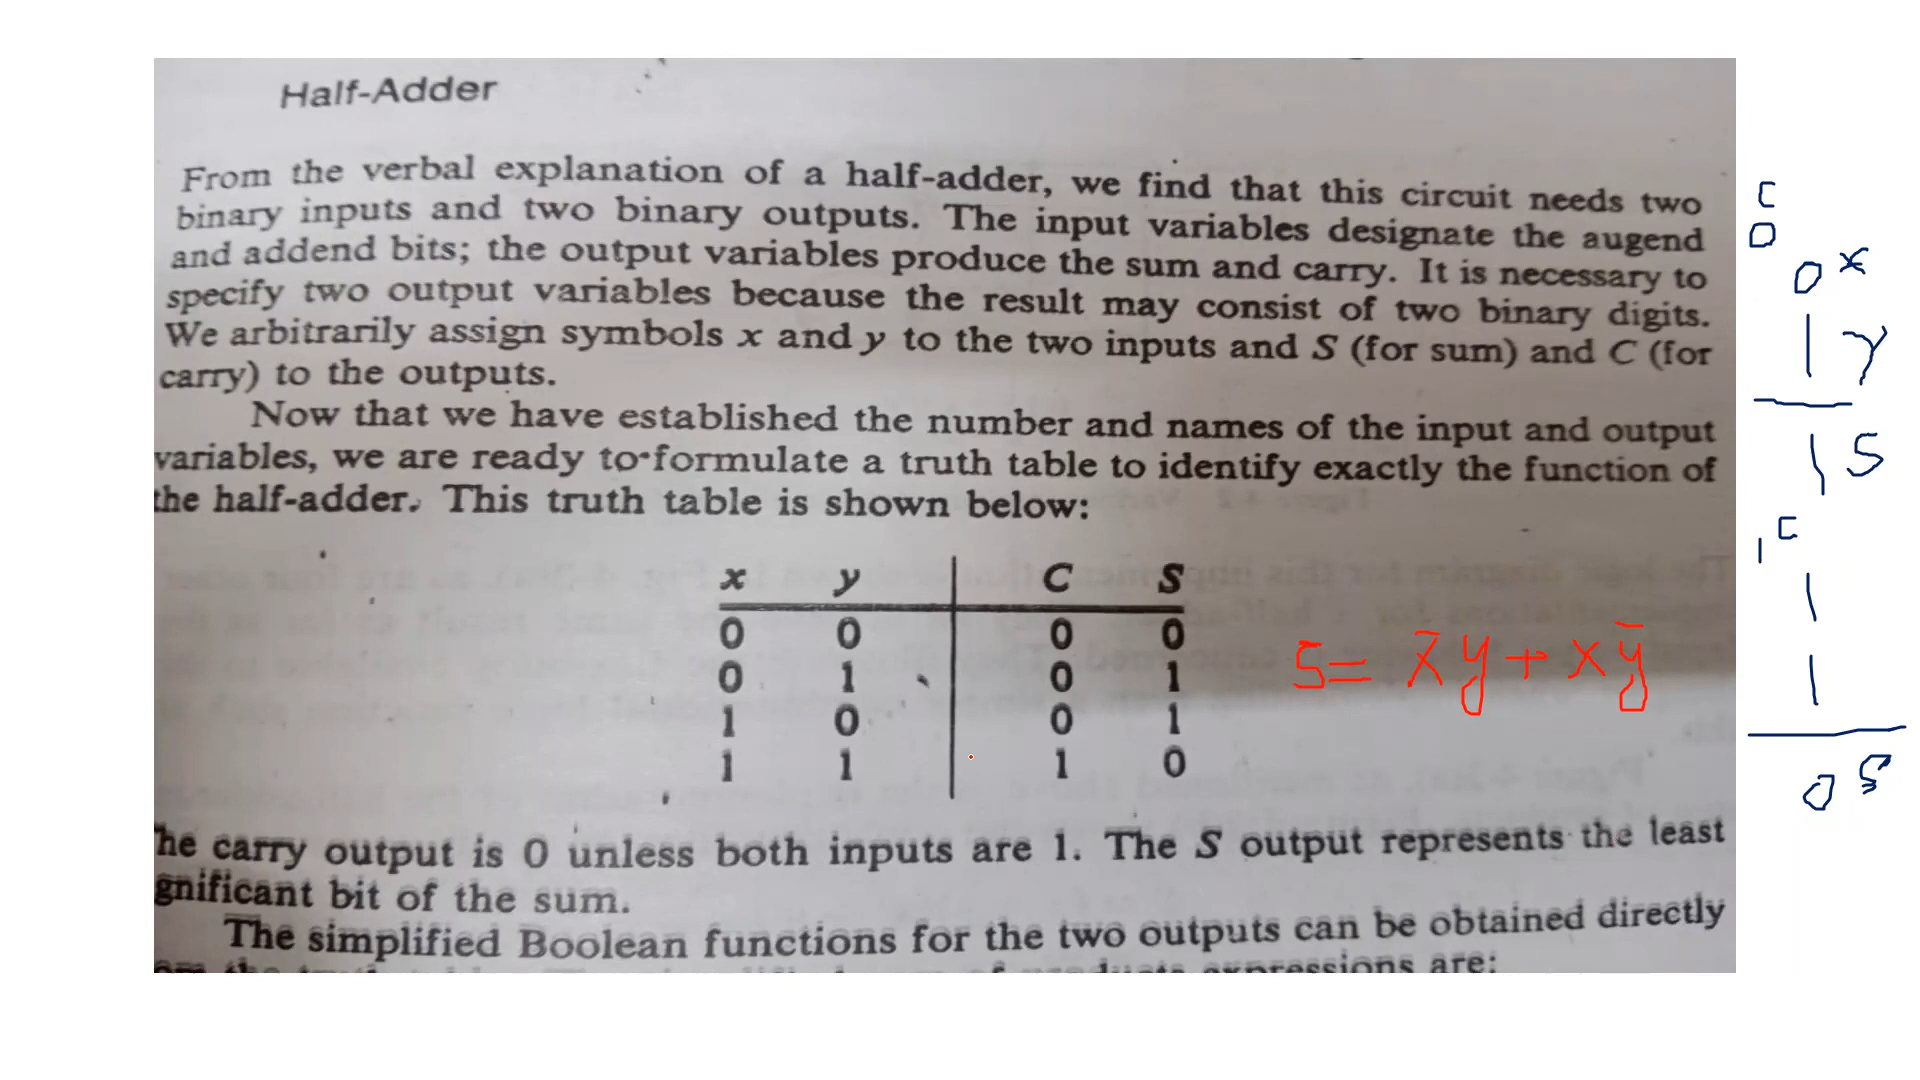 Half-Adder
From the verbal explanation of a half-adder, we find that this circuit needs two
binary inputs and two binary outputs. The input variables designate the augend
and addend bits; the output variables produce the sum and carry. It is necessary to
specify two output variables because the result may consist of two binary digits.
We arbitrarily assign symbols x and y to the two inputs and S (for sum) and C (for
carry) to the outputs.
Now that we have established the number and names of the input and output
variables, we are ready to formulate a truth table to identify exactly the function of
the half-adder. This truth table is shown below:
x y C S
0 0 0 0
0 1 0 1
1 0 0 1
1 1 1 0
S = x̄y + xȳ
he carry output is 0 unless both inputs are 1. The S output represents the least
gnificant bit of the sum.
The simplified Boolean functions for the two outputs can be obtained directly
expressions are:
C
0
0 x
1 y
1 S
1 C
1
1
0 S